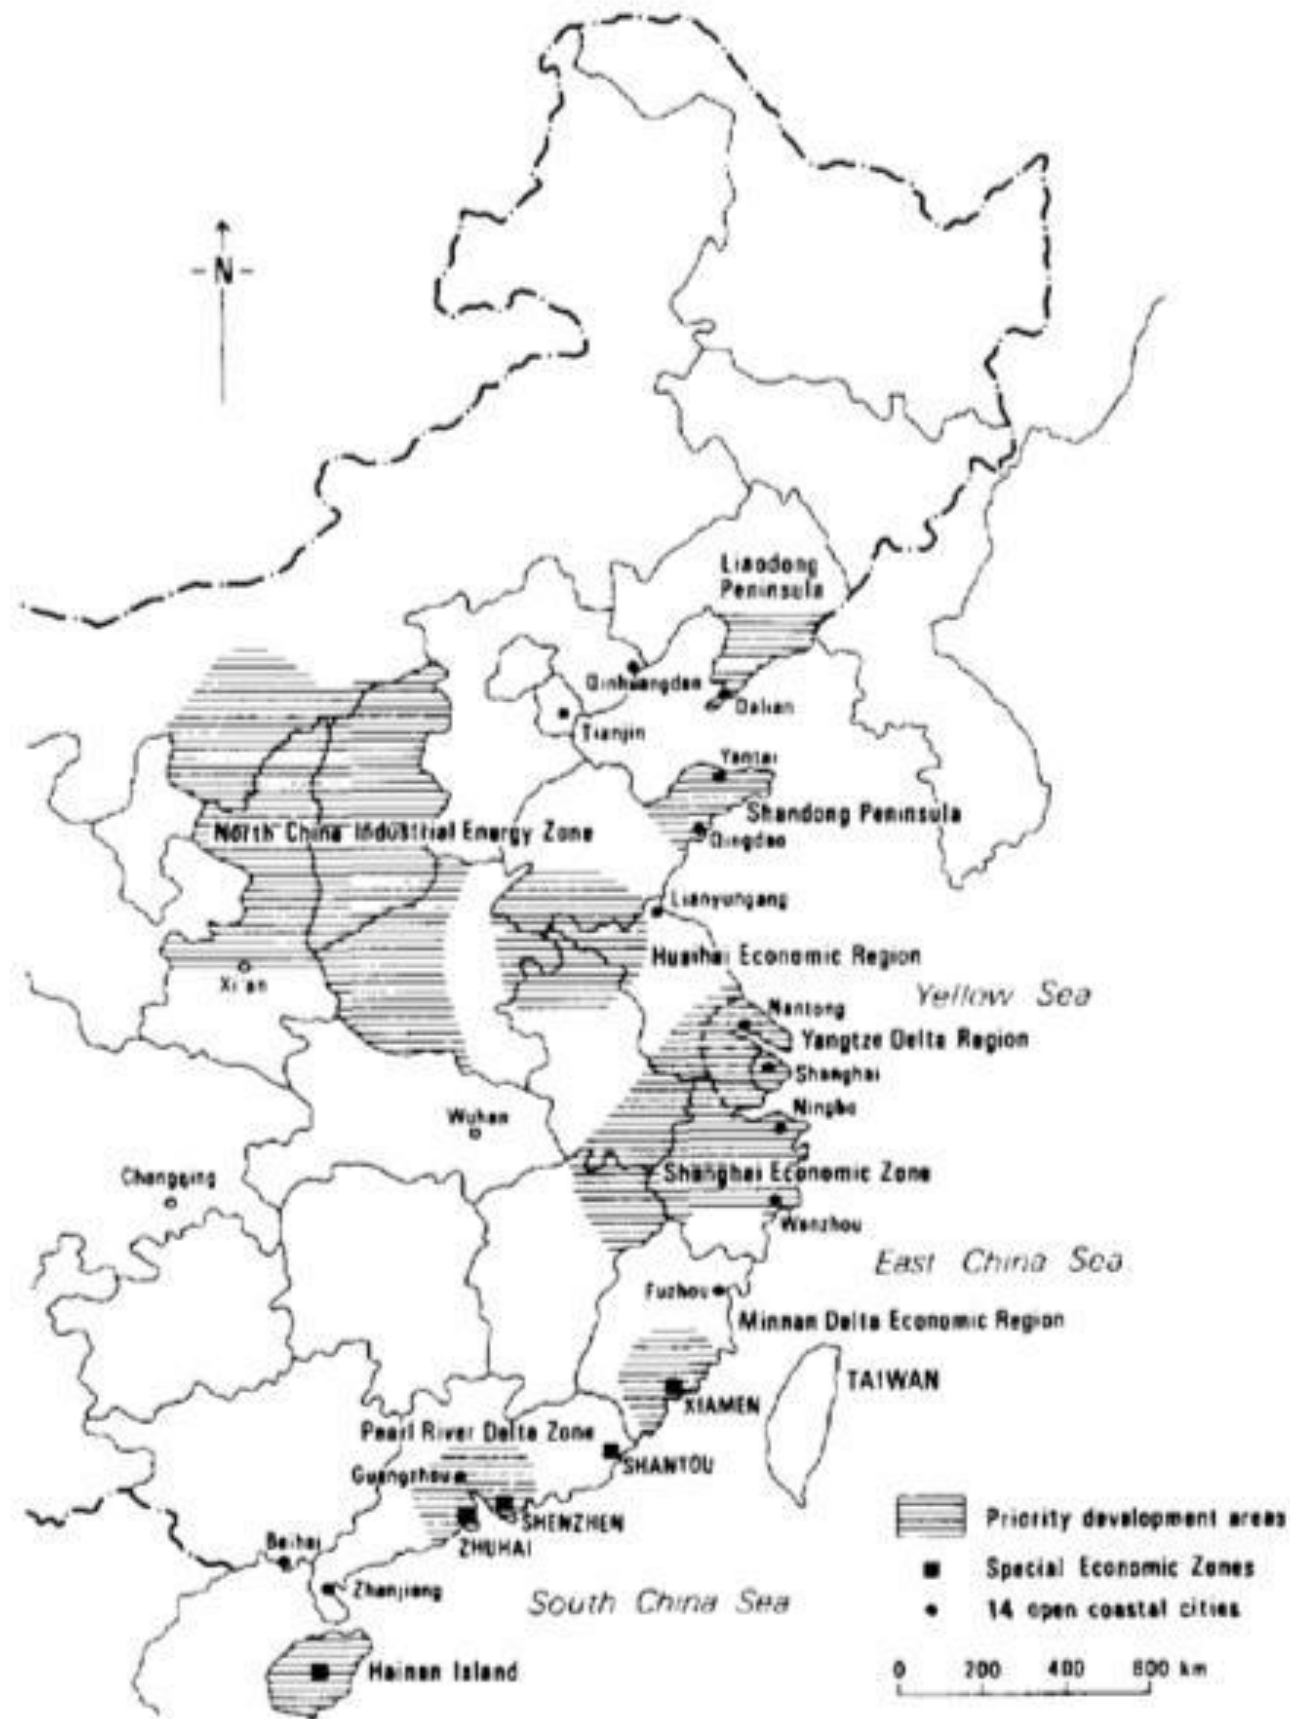 N
Liaodong
Peninsula
Qinhuangdao
Dalian
Tianjin
Yantai
Shandong Peninsula
North China Industrial Energy Zone
Qingdao
Lianyungang
Huaihai Economic Region
Xi'an
Yellow Sea
Nantong
Yangtze Delta Region
Shanghai
Ningbo
Wuhan
Shanghai Economic Zone
Chongqing
Wenzhou
East China Sea
Fuzhou
Minnan Delta Economic Region
TAIWAN
XIAMEN
Pearl River Delta Zone
SHANTOU
Guangzhou
SHENZHEN
ZHUHAI
Beihai
Zhanjiang
South China Sea
Hainan Island
Priority development areas
Special Economic Zones
14 open coastal cities
0 200 400 800 km